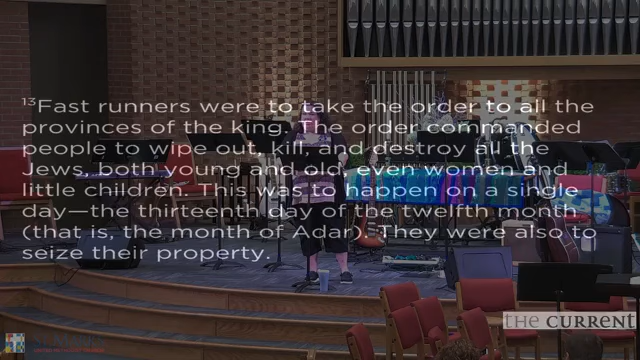 ¹³Fast runners were to take the order to all the
provinces of the king. The order commanded
people to wipe out, kill, and destroy all the
Jews, both young and old, even women and
little children. This was to happen on a single
day—the thirteenth day of the twelfth month
(that is, the month of Adar). They were also to
seize their property.
the CURRENT